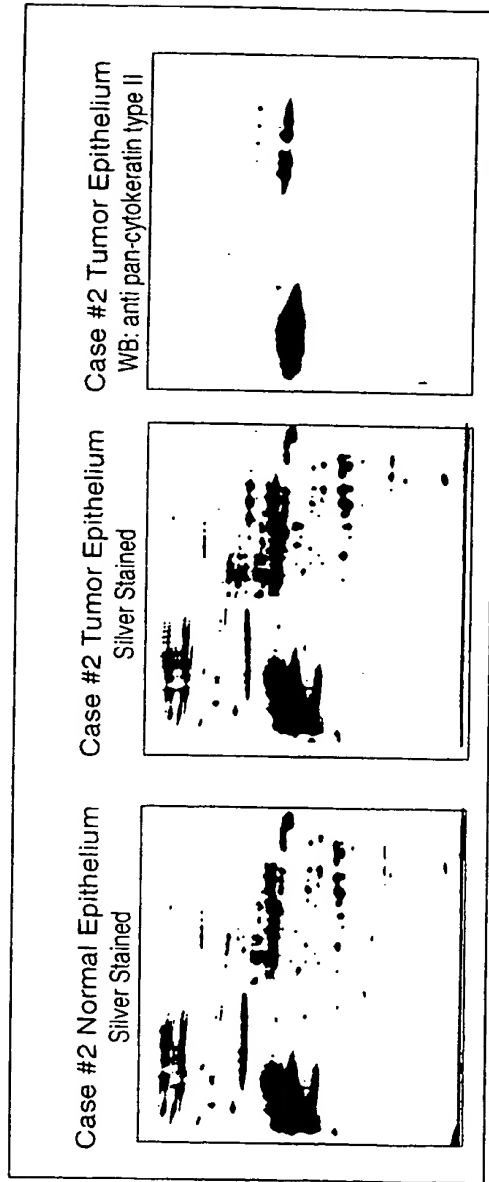 Case #2 Normal Epithelium
Silver Stained
Case #2 Tumor Epithelium
Silver Stained
Case #2 Tumor Epithelium
WB: anti pan-cytokeratin type II